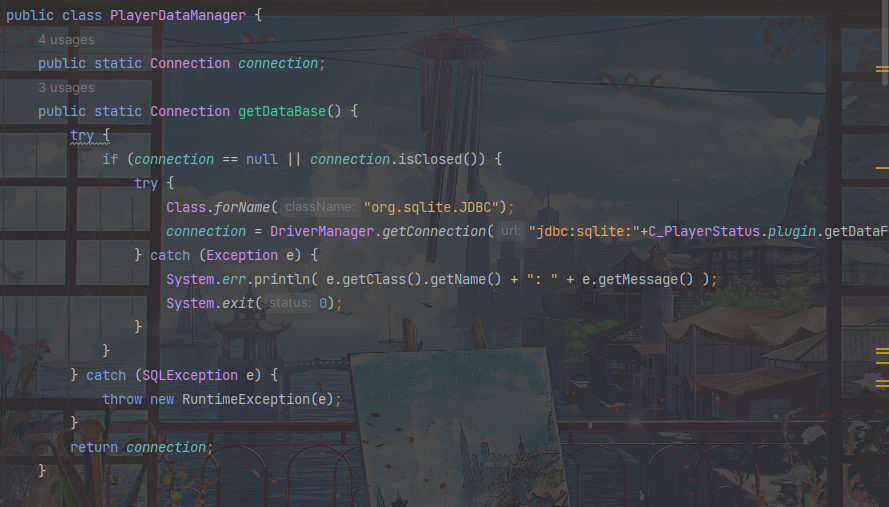 public class PlayerDataManager {
4 usages
public static Connection connection;
3 usages
public static Connection getDataBase() {
try {
if (connection == null || connection.isClosed()) {
try {
Class.forName( className: "org.sqlite.JDBC");
connection = DriverManager.getConnection( url: "jdbc:sqlite:"+C_PlayerStatus.plugin.getDataF
} catch (Exception e) {
System.err.println( e.getClass().getName() + ": " + e.getMessage() );
System.exit( status: 0);
}
}
} catch (SQLException e) {
throw new RuntimeException(e);
}
return connection;
}